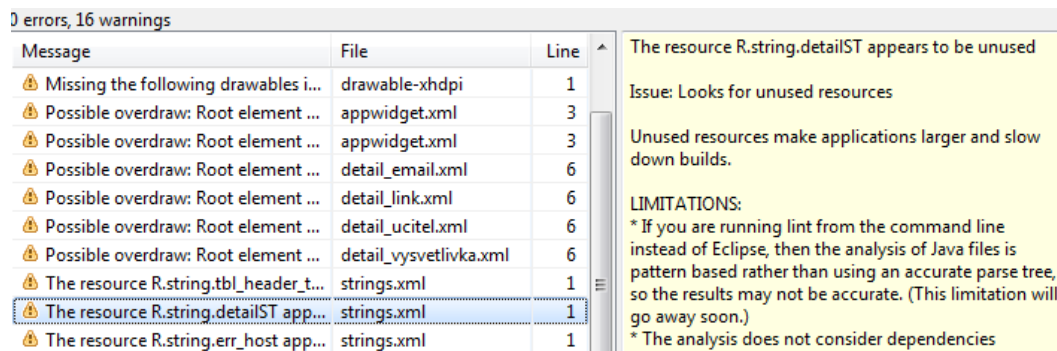 0 errors, 16 warnings
Message File Line
Missing the following drawables i... drawable-xhdpi 1
Possible overdraw: Root element ... appwidget.xml 3
Possible overdraw: Root element ... appwidget.xml 3
Possible overdraw: Root element ... detail_email.xml 6
Possible overdraw: Root element ... detail_link.xml 6
Possible overdraw: Root element ... detail_ucitel.xml 6
Possible overdraw: Root element ... detail_vysvetlivka.xml 6
The resource R.string.tbl_header_t... strings.xml 1
The resource R.string.detailST app... strings.xml 1
The resource R.string.err_host app... strings.xml 1
The resource R.string.detailST appears to be unused
Issue: Looks for unused resources
Unused resources make applications larger and slow
down builds.
LIMITATIONS:
* If you are running lint from the command line
instead of Eclipse, then the analysis of Java files is
pattern based rather than using an accurate parse tree,
so the results may not be accurate. (This limitation will
go away soon.)
* The analysis does not consider dependencies